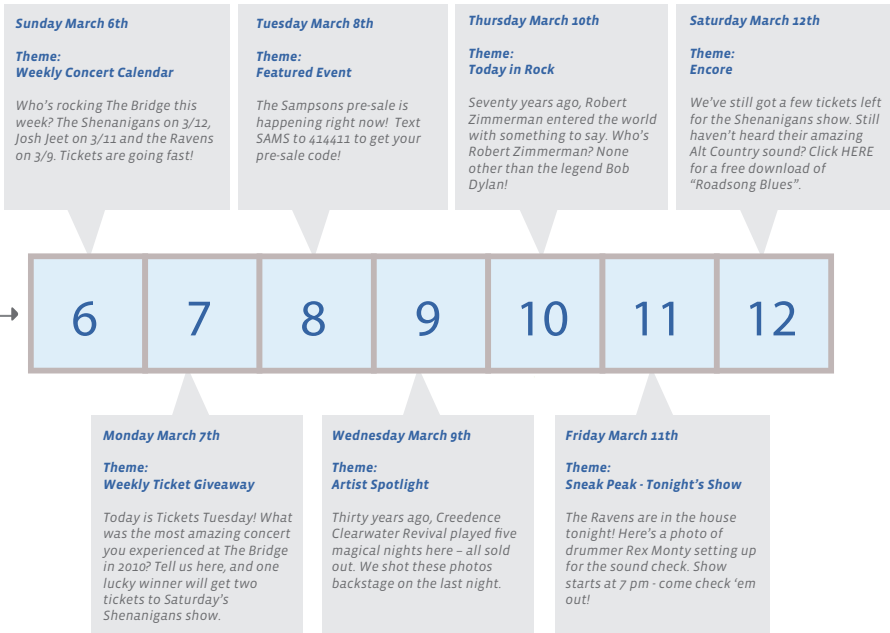 Sunday March 6th
Theme:
Weekly Concert Calendar
Who's rocking The Bridge this
week? The Shenanigans on 3/12,
Josh Jeet on 3/11 and the Ravens
on 3/9. Tickets are going fast!
Tuesday March 8th
Theme:
Featured Event
The Sampsons pre-sale is
happening right now! Text
SAMS to 414411 to get your
pre-sale code!
Thursday March 10th
Theme:
Today in Rock
Seventy years ago, Robert
Zimmerman entered the world
with something to say. Who's
Robert Zimmerman? None
other than the legend Bob
Dylan!
Saturday March 12th
Theme:
Encore
We've still got a few tickets left
for the Shenanigans show. Still
haven't heard their amazing
Alt Country sound? Click HERE
for a free download of
"Roadsong Blues".
6
7
8
9
10
11
12
Monday March 7th
Theme:
Weekly Ticket Giveaway
Today is Tickets Tuesday! What
was the most amazing concert
you experienced at The Bridge
in 2010? Tell us here, and one
lucky winner will get two
tickets to Saturday's
Shenanigans show.
Wednesday March 9th
Theme:
Artist Spotlight
Thirty years ago, Creedence
Clearwater Revival played five
magical nights here – all sold
out. We shot these photos
backstage on the last night.
Friday March 11th
Theme:
Sneak Peak - Tonight's Show
The Ravens are in the house
tonight! Here's a photo of
drummer Rex Monty setting up
for the sound check. Show
starts at 7 pm - come check 'em
out!